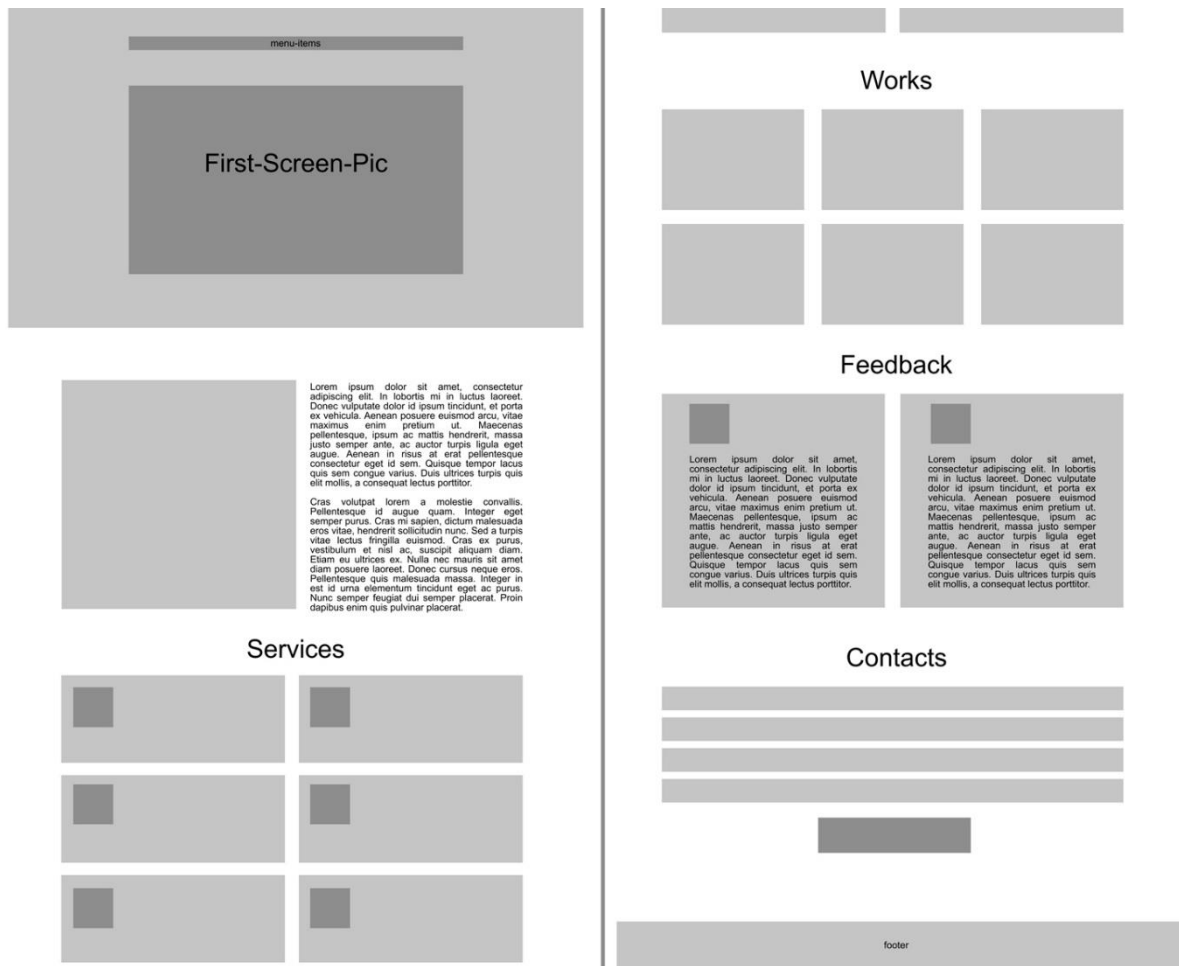 menu-items
First-Screen-Pic
Lorem ipsum dolor sit amet, consectetur
adipiscing elit. In lobortis mi in luctus laoreet.
Donec vulputate dolor id ipsum tincidunt, et porta
ex vehicula. Aenean posuere euismod arcu, vitae
maximus enim pretium ut. Maecenas
pellentesque, ipsum ac mattis hendrerit, massa
justo semper ante, ac auctor turpis ligula eget
augue. Aenean in risus at erat pellentesque
consectetur eget id sem. Quisque tempor lacus
quis sem congue varius. Duis ultrices turpis quis
elit mollis, a consequat lectus porttitor.
Cras volutpat lorem a molestie convallis.
Pellentesque id augue quam. Integer eget
semper purus. Cras mi sapien, dictum malesuada
eros vitae, hendrerit sollicitudin nunc. Sed a turpis
vitae lectus fringilla euismod. Cras ex purus,
vestibulum et nisl ac, suscipit aliquam diam.
Etiam eu ultrices ex. Nulla nec mauris sit amet
diam posuere laoreet. Donec cursus neque eros.
Pellentesque quis malesuada massa. Integer in
est id urna elementum tincidunt eget ac purus.
Nunc semper feugiat dui semper placerat. Proin
dapibus enim quis pulvinar placerat.
Services
Works
Feedback
Lorem ipsum dolor sit amet,
consectetur adipiscing elit. In lobortis
mi in luctus laoreet. Donec vulputate
dolor id ipsum tincidunt, et porta ex
vehicula. Aenean posuere euismod
arcu, vitae maximus enim pretium ut.
Maecenas pellentesque, ipsum ac
mattis hendrerit, massa justo semper
ante, ac auctor turpis ligula eget
augue. Aenean in risus at erat
pellentesque consectetur eget id sem.
Quisque tempor lacus quis sem
congue varius. Duis ultrices turpis quis
elit mollis, a consequat lectus porttitor.
Lorem ipsum dolor sit amet,
consectetur adipiscing elit. In lobortis
mi in luctus laoreet. Donec vulputate
dolor id ipsum tincidunt, et porta ex
vehicula. Aenean posuere euismod
arcu, vitae maximus enim pretium ut.
Maecenas pellentesque, ipsum ac
mattis hendrerit, massa justo semper
ante, ac auctor turpis ligula eget
augue. Aenean in risus at erat
pellentesque consectetur eget id sem.
Quisque tempor lacus quis sem
congue varius. Duis ultrices turpis quis
elit mollis, a consequat lectus porttitor.
Contacts
footer